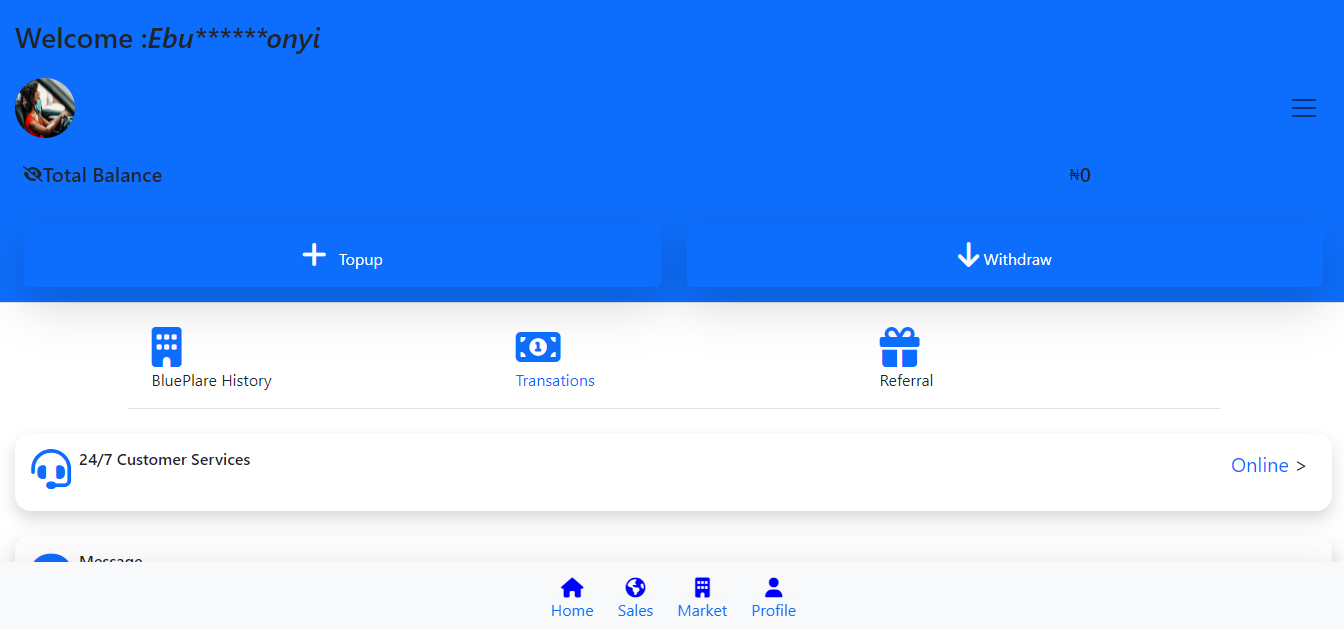 Welcome :Ebu******onyi
Total Balance ₦0
Topup Withdraw
BluePlare History Transations Referral
24/7 Customer Services Online >
Message
Home Sales Market Profile